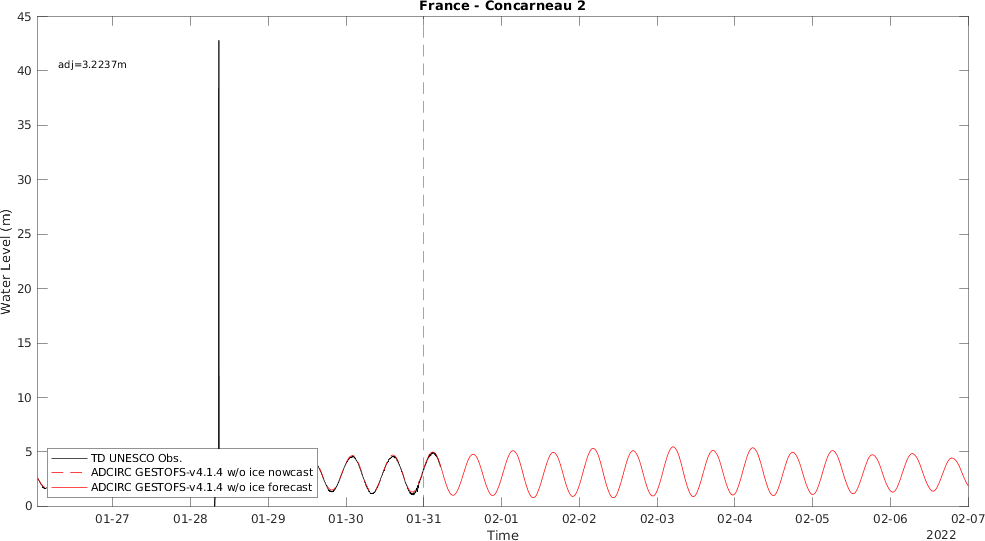 France - Concarneau 2
45
40
35
30
25
20
15
10
5
0
Water Level (m)
adj=3.2237m
TD UNESCO Obs.
ADCIRC GESTOFS-v4.1.4 w/o ice nowcast
ADCIRC GESTOFS-v4.1.4 w/o ice forecast
01-27 01-28 01-29 01-30 01-31 02-01 02-02 02-03 02-04 02-05 02-06 02-07
Time
2022